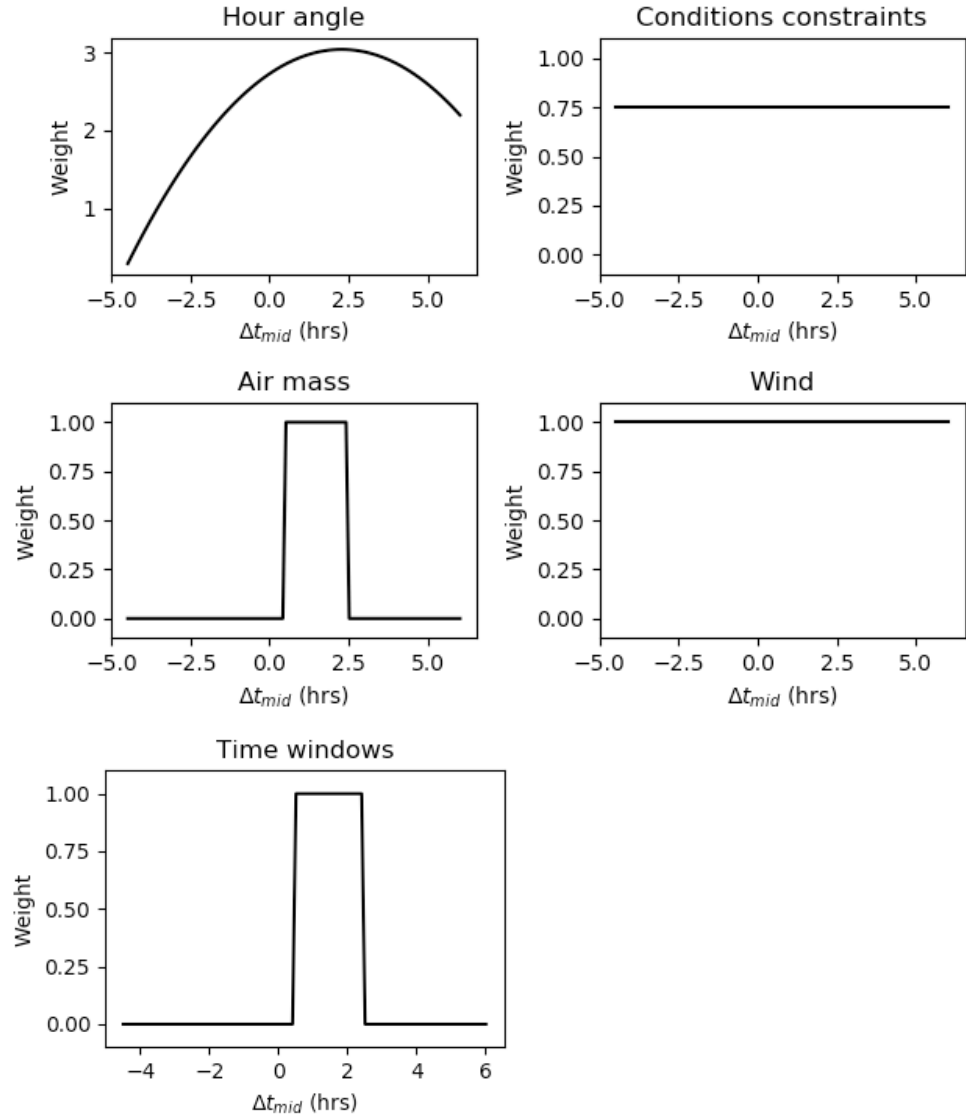 Hour angle
3
2
1
Weight
−5.0 −2.5 0.0 2.5 5.0
Δt_mid (hrs)
Conditions constraints
1.00
0.75
0.50
0.25
0.00
Weight
−5.0 −2.5 0.0 2.5 5.0
Δt_mid (hrs)
Air mass
1.00
0.75
0.50
0.25
0.00
Weight
−5.0 −2.5 0.0 2.5 5.0
Δt_mid (hrs)
Wind
1.00
0.75
0.50
0.25
0.00
Weight
−5.0 −2.5 0.0 2.5 5.0
Δt_mid (hrs)
Time windows
1.00
0.75
0.50
0.25
0.00
Weight
−4 −2 0 2 4 6
Δt_mid (hrs)